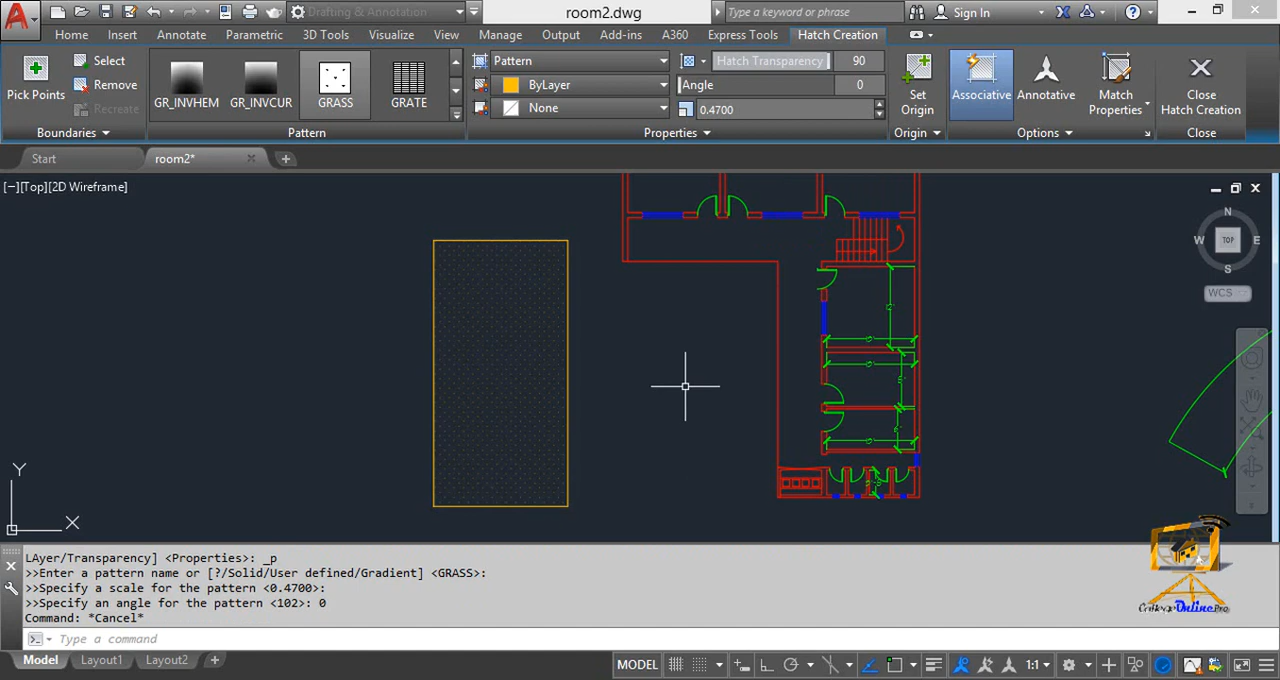 Drafting & Annotation
room2.dwg
Type a keyword or phrase
Sign In
Home Insert Annotate Parametric 3D Tools Visualize View Manage Output Add-ins A360 Express Tools Hatch Creation
Pick Points
Select
Remove
Recreate
Boundaries
GR_INVHEM
GR_INVCUR
GRASS
GRATE
Pattern
Pattern
ByLayer
None
Hatch Transparency 90
Angle 0
0.4700
Properties
Set
Origin
Origin
Associative
Annotative
Match
Properties
Options
Close
Hatch Creation
Close
Start
room2*
[−][Top][2D Wireframe]
N
W TOP E
S
WCS
Y
X
LAyer/Transparency] <Properties>: _p
>>Enter a pattern name or [?/Solid/User defined/Gradient] <GRASS>:
>>Specify a scale for the pattern <0.4700>:
>>Specify an angle for the pattern <102>: 0
Command: *Cancel*
Type a command
College Online Pro
Model Layout1 Layout2
MODEL
1:1